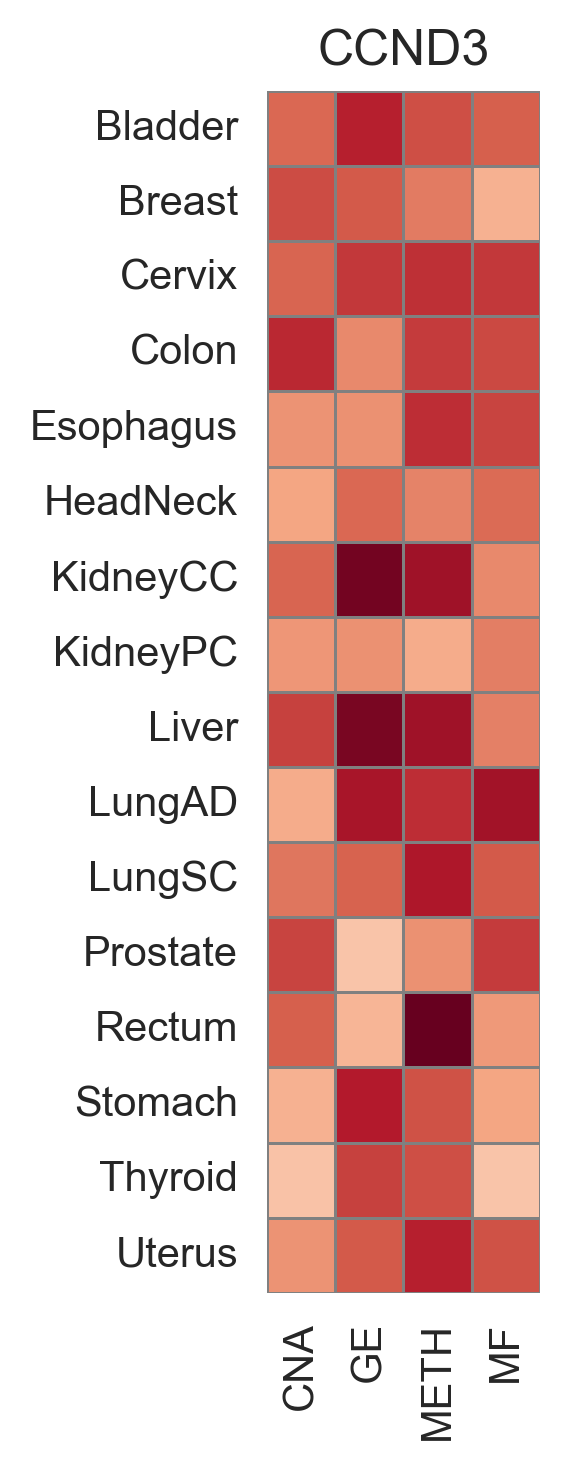 CCND3
Bladder
Breast
Cervix
Colon
Esophagus
HeadNeck
KidneyCC
KidneyPC
Liver
LungAD
LungSC
Prostate
Rectum
Stomach
Thyroid
Uterus
CNA
GE
METH
MF